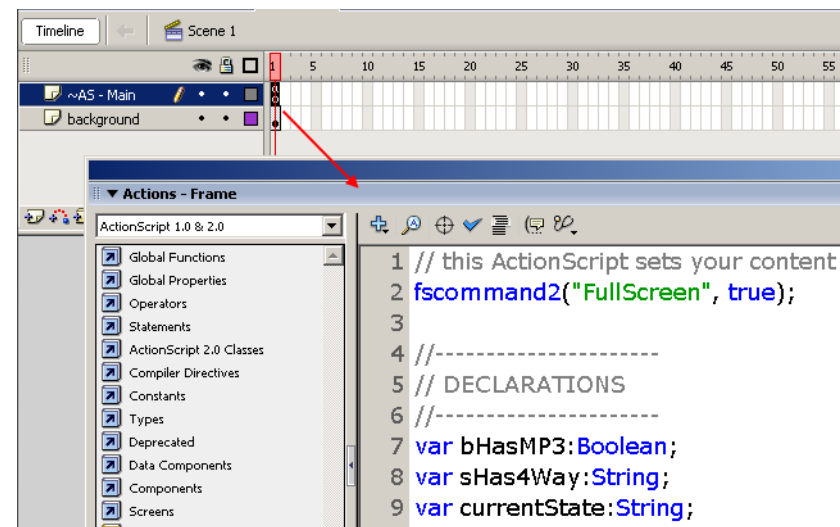 Timeline
Scene 1
1 5 10 15 20 25 30 35 40 45 50 55
~AS - Main
background
Actions - Frame
ActionScript 1.0 & 2.0
Global Functions
Global Properties
Operators
Statements
ActionScript 2.0 Classes
Compiler Directives
Constants
Types
Deprecated
Data Components
Components
Screens
1 // this ActionScript sets your content
2 fscommand2("FullScreen", true);
3
4 //----------------------
5 // DECLARATIONS
6 //----------------------
7 var bHasMP3:Boolean;
8 var sHas4Way:String;
9 var currentState:String;